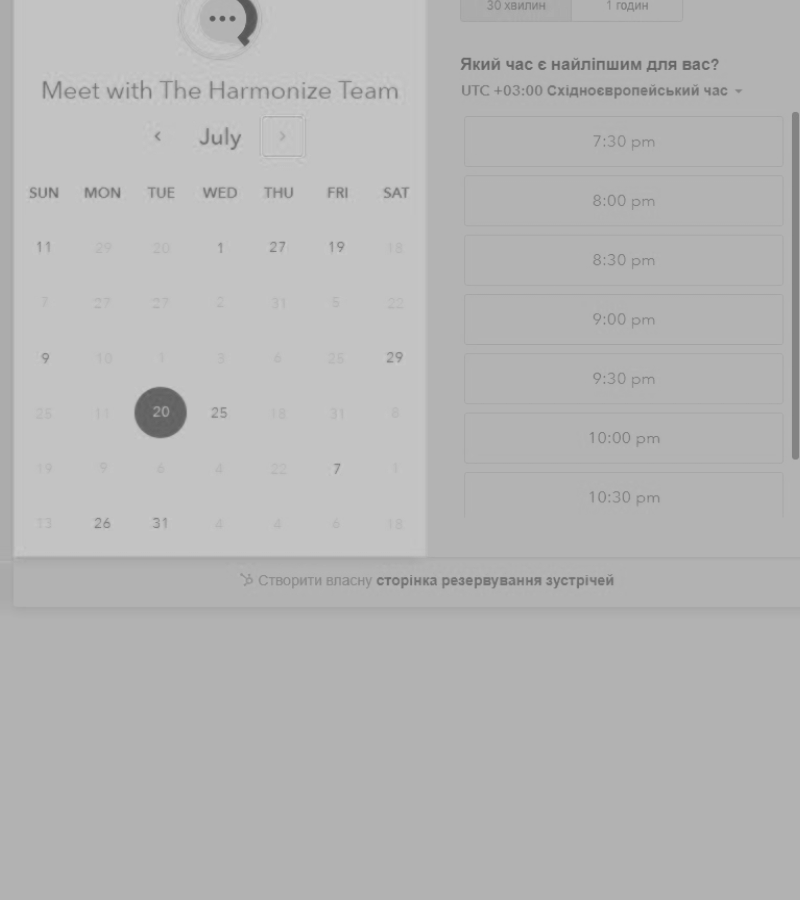 Meet with The Harmonize Team
July
SUN MON TUE WED THU FRI SAT
11 29 20 1 27 19 18
7 27 27 2 31 5 22
9 10 1 3 6 25 29
25 11 20 25 18 31 8
19 9 6 4 22 7 1
13 26 31 4 4 6 18
30 хвилин 1 годин
Який час є найліпшим для вас?
UTC +03:00 Східноєвропейський час
7:30 pm
8:00 pm
8:30 pm
9:00 pm
9:30 pm
10:00 pm
10:30 pm
Створити власну сторінка резервування зустрічей